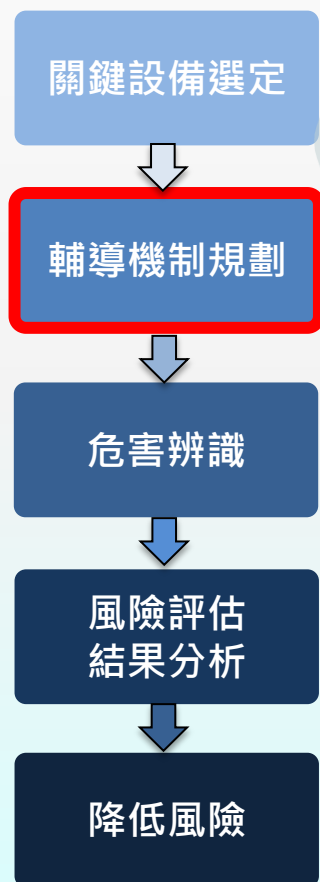 關鍵設備選定
輔導機制規劃
危害辨識
風險評估
結果分析
降低風險